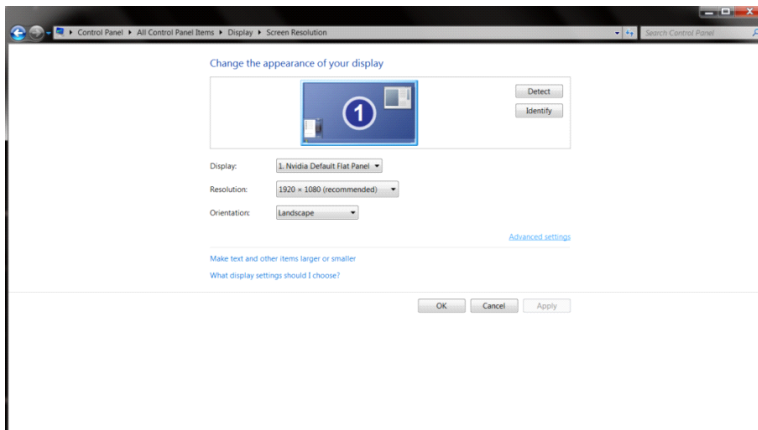 Control Panel ▸ All Control Panel Items ▸ Display ▸ Screen Resolution
Search Control Panel
Change the appearance of your display
1
Detect
Identify
Display: 1. Nvidia Default Flat Panel
Resolution: 1920 × 1080 (recommended)
Orientation: Landscape
Advanced settings
Make text and other items larger or smaller
What display settings should I choose?
OK Cancel Apply